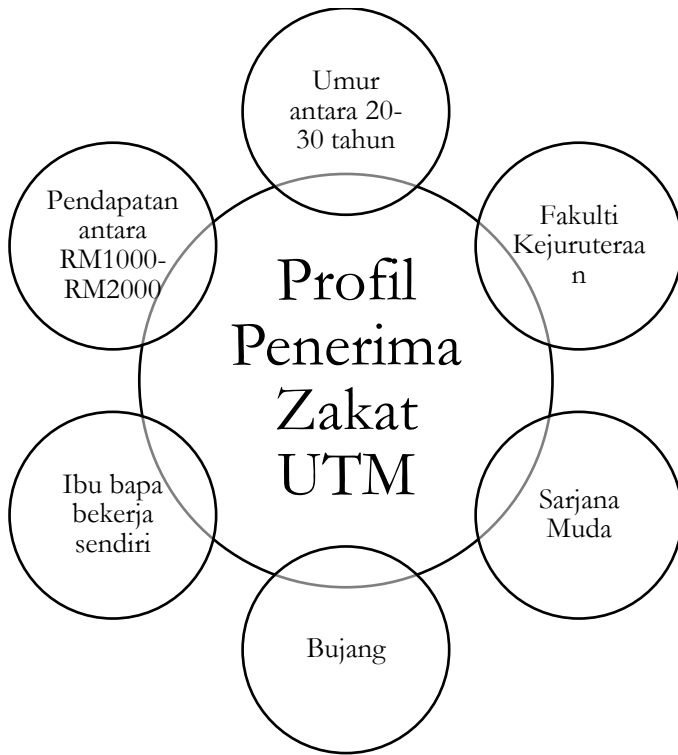 Umur
antara 20-
30 tahun
Fakulti
Kejuruteraa
n
Sarjana
Muda
Bujang
Ibu bapa
bekerja
sendiri
Pendapatan
antara
RM1000-
RM2000
Profil
Penerima
Zakat
UTM